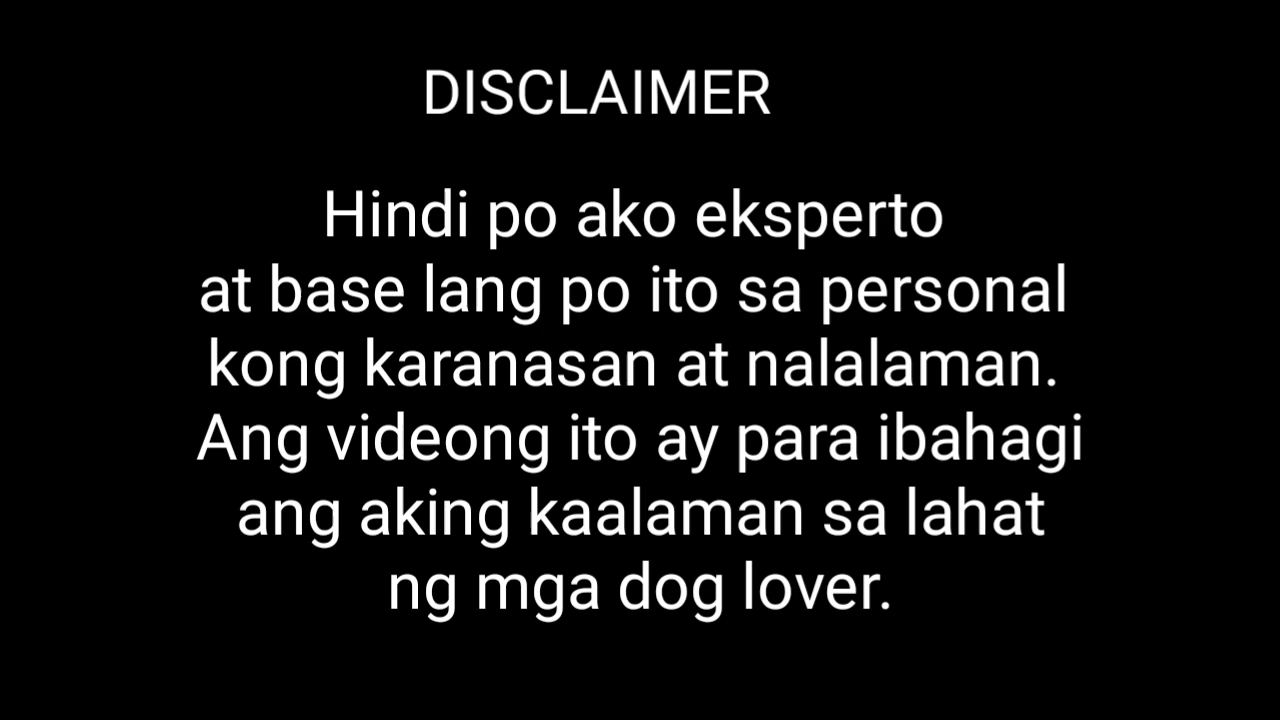 DISCLAIMER
Hindi po ako eksperto
at base lang po ito sa personal
kong karanasan at nalalaman.
Ang videong ito ay para ibahagi
ang aking kaalaman sa lahat
ng mga dog lover.